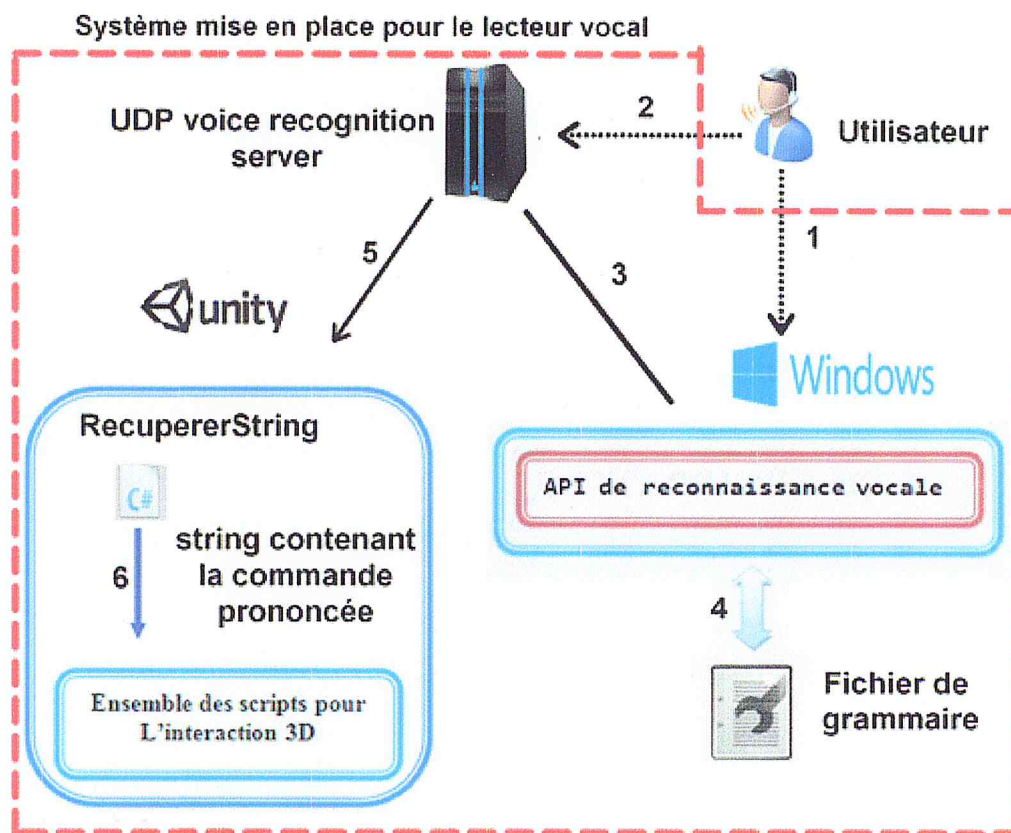 Système mise en place pour le lecteur vocal
UDP voice recognition
server
2
Utilisateur
1
5
3
unity
Windows
RecupererString
C#
API de reconnaissance vocale
string contenant
la commande
prononcée
6
4
Ensemble des scripts pour
L'interaction 3D
Fichier de
grammaire